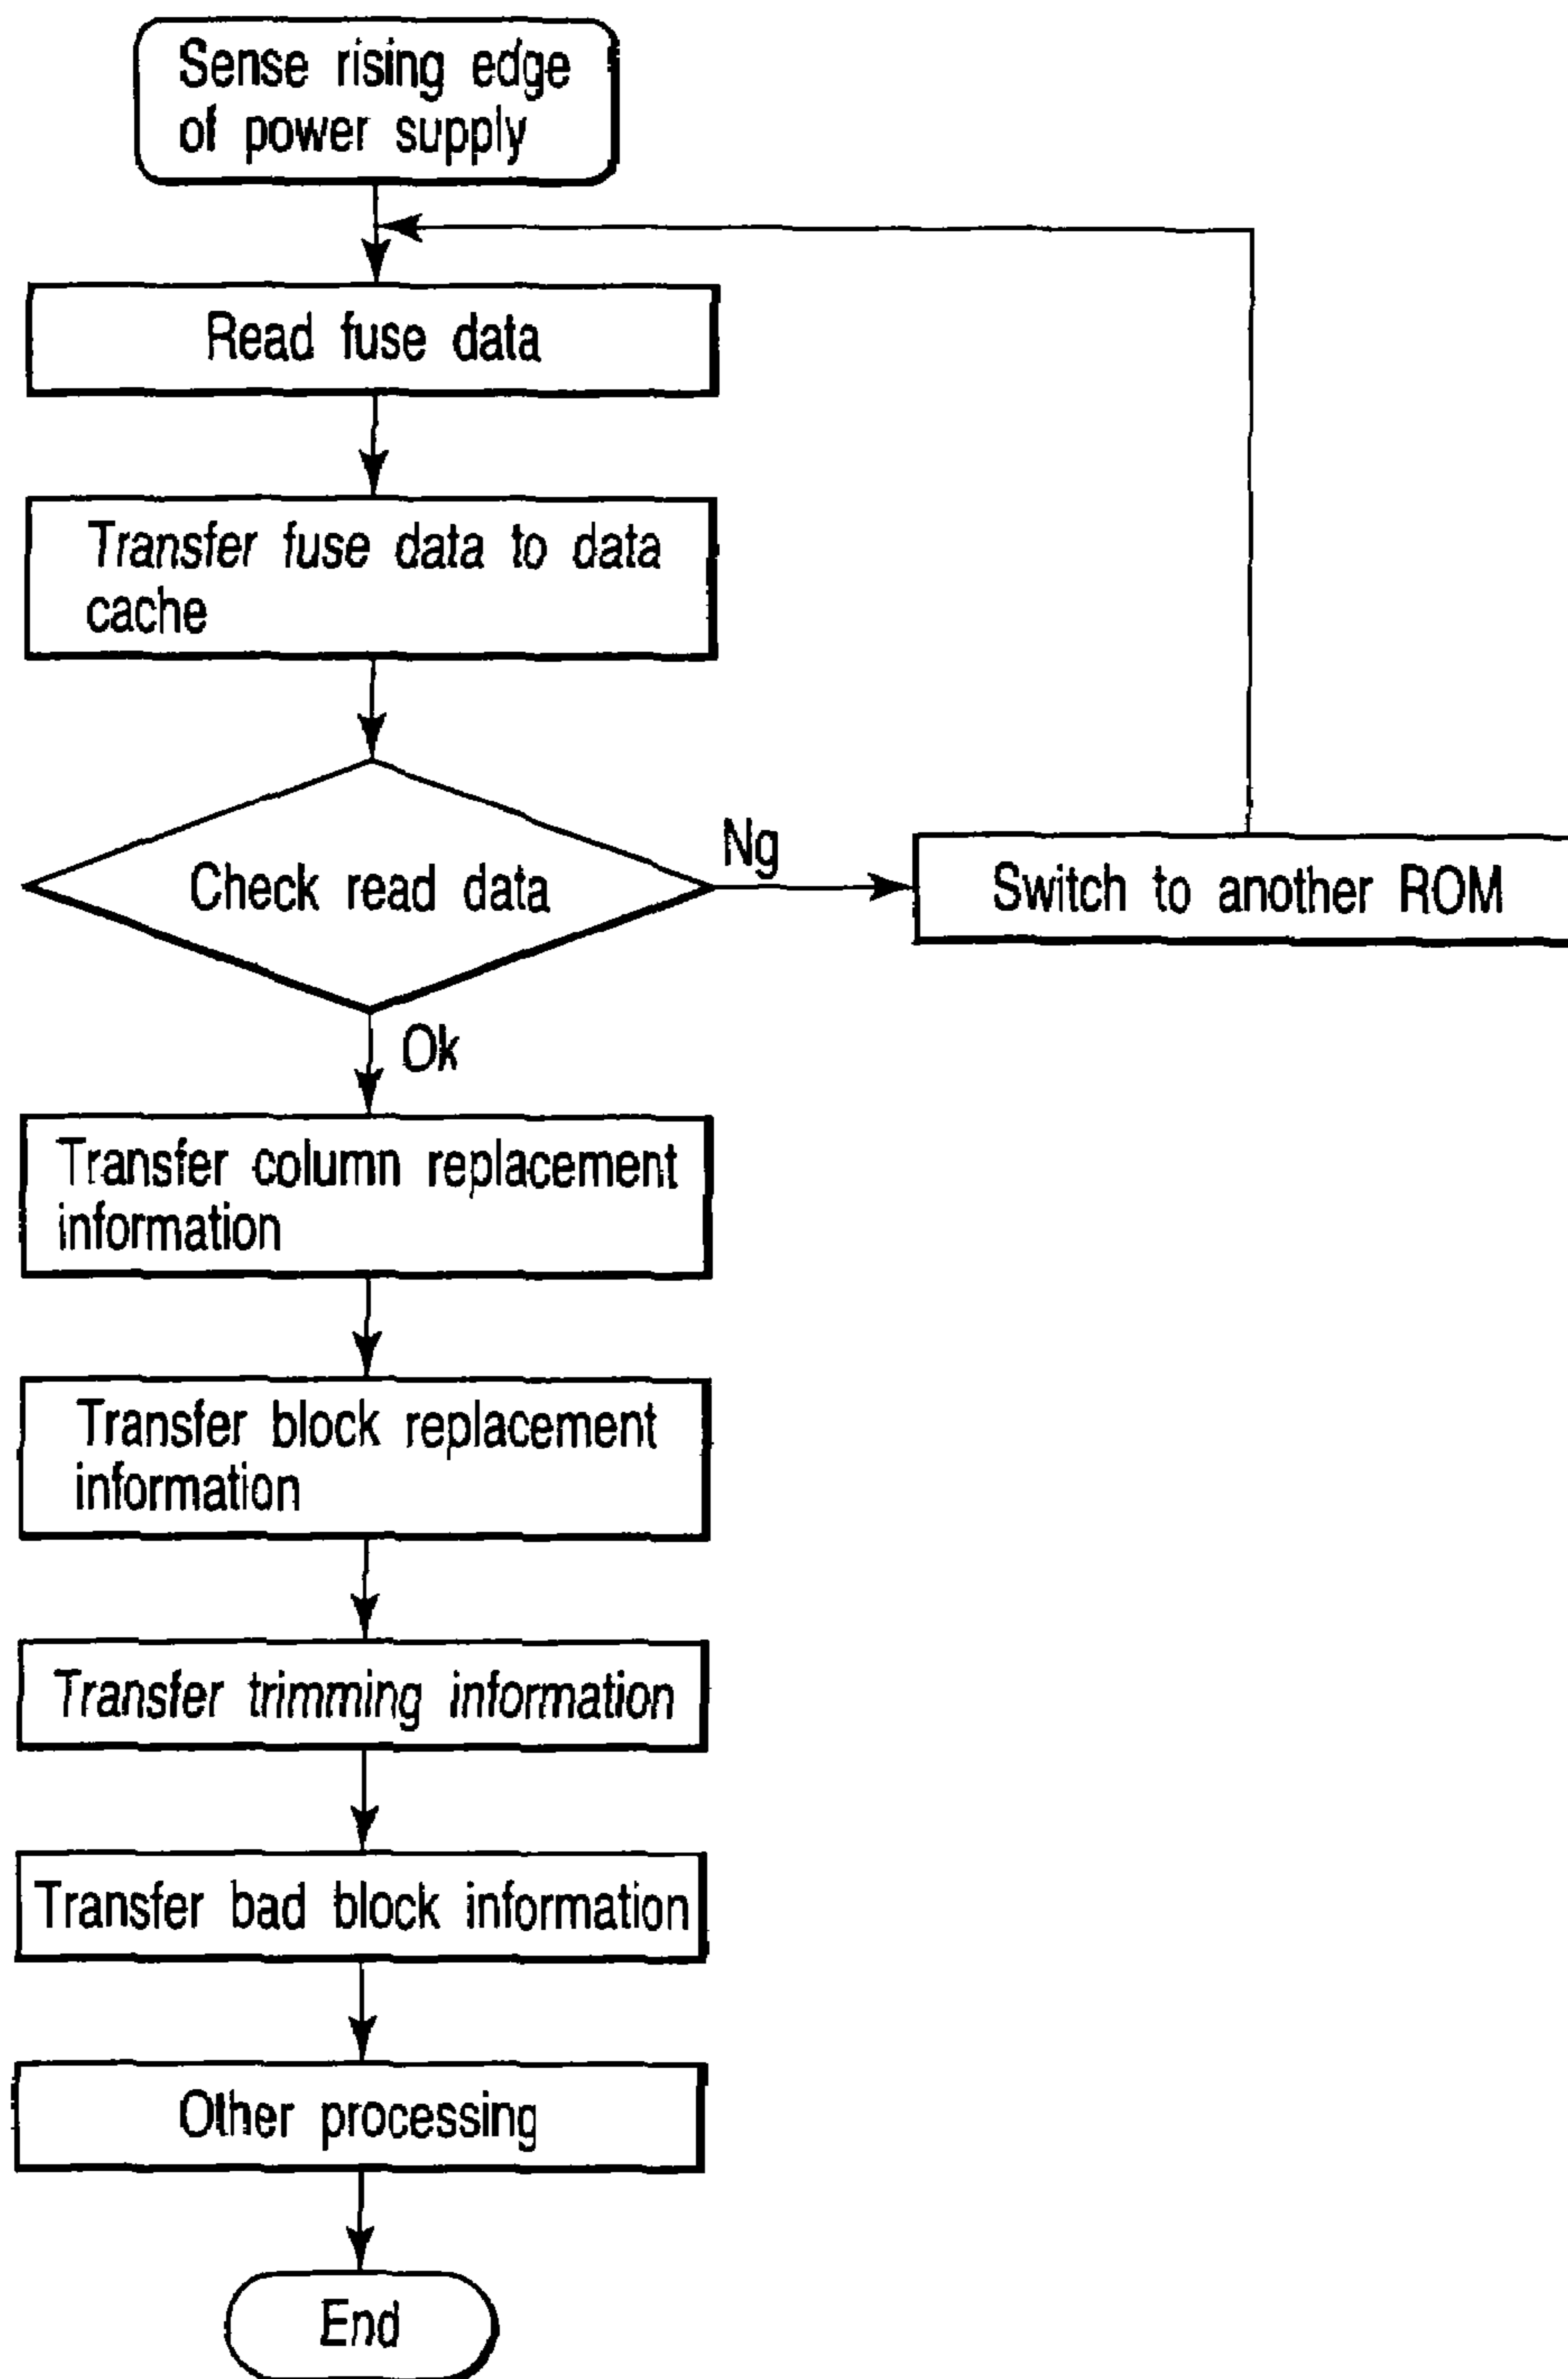 Sense rising edge
of power supply
Read fuse data
Transfer fuse data to data
cache
Check read data
Ng
Switch to another ROM
Ok
Transfer column replacement
information
Transfer block replacement
information
Transfer trimming information
Transfer bad block information
Other processing
End